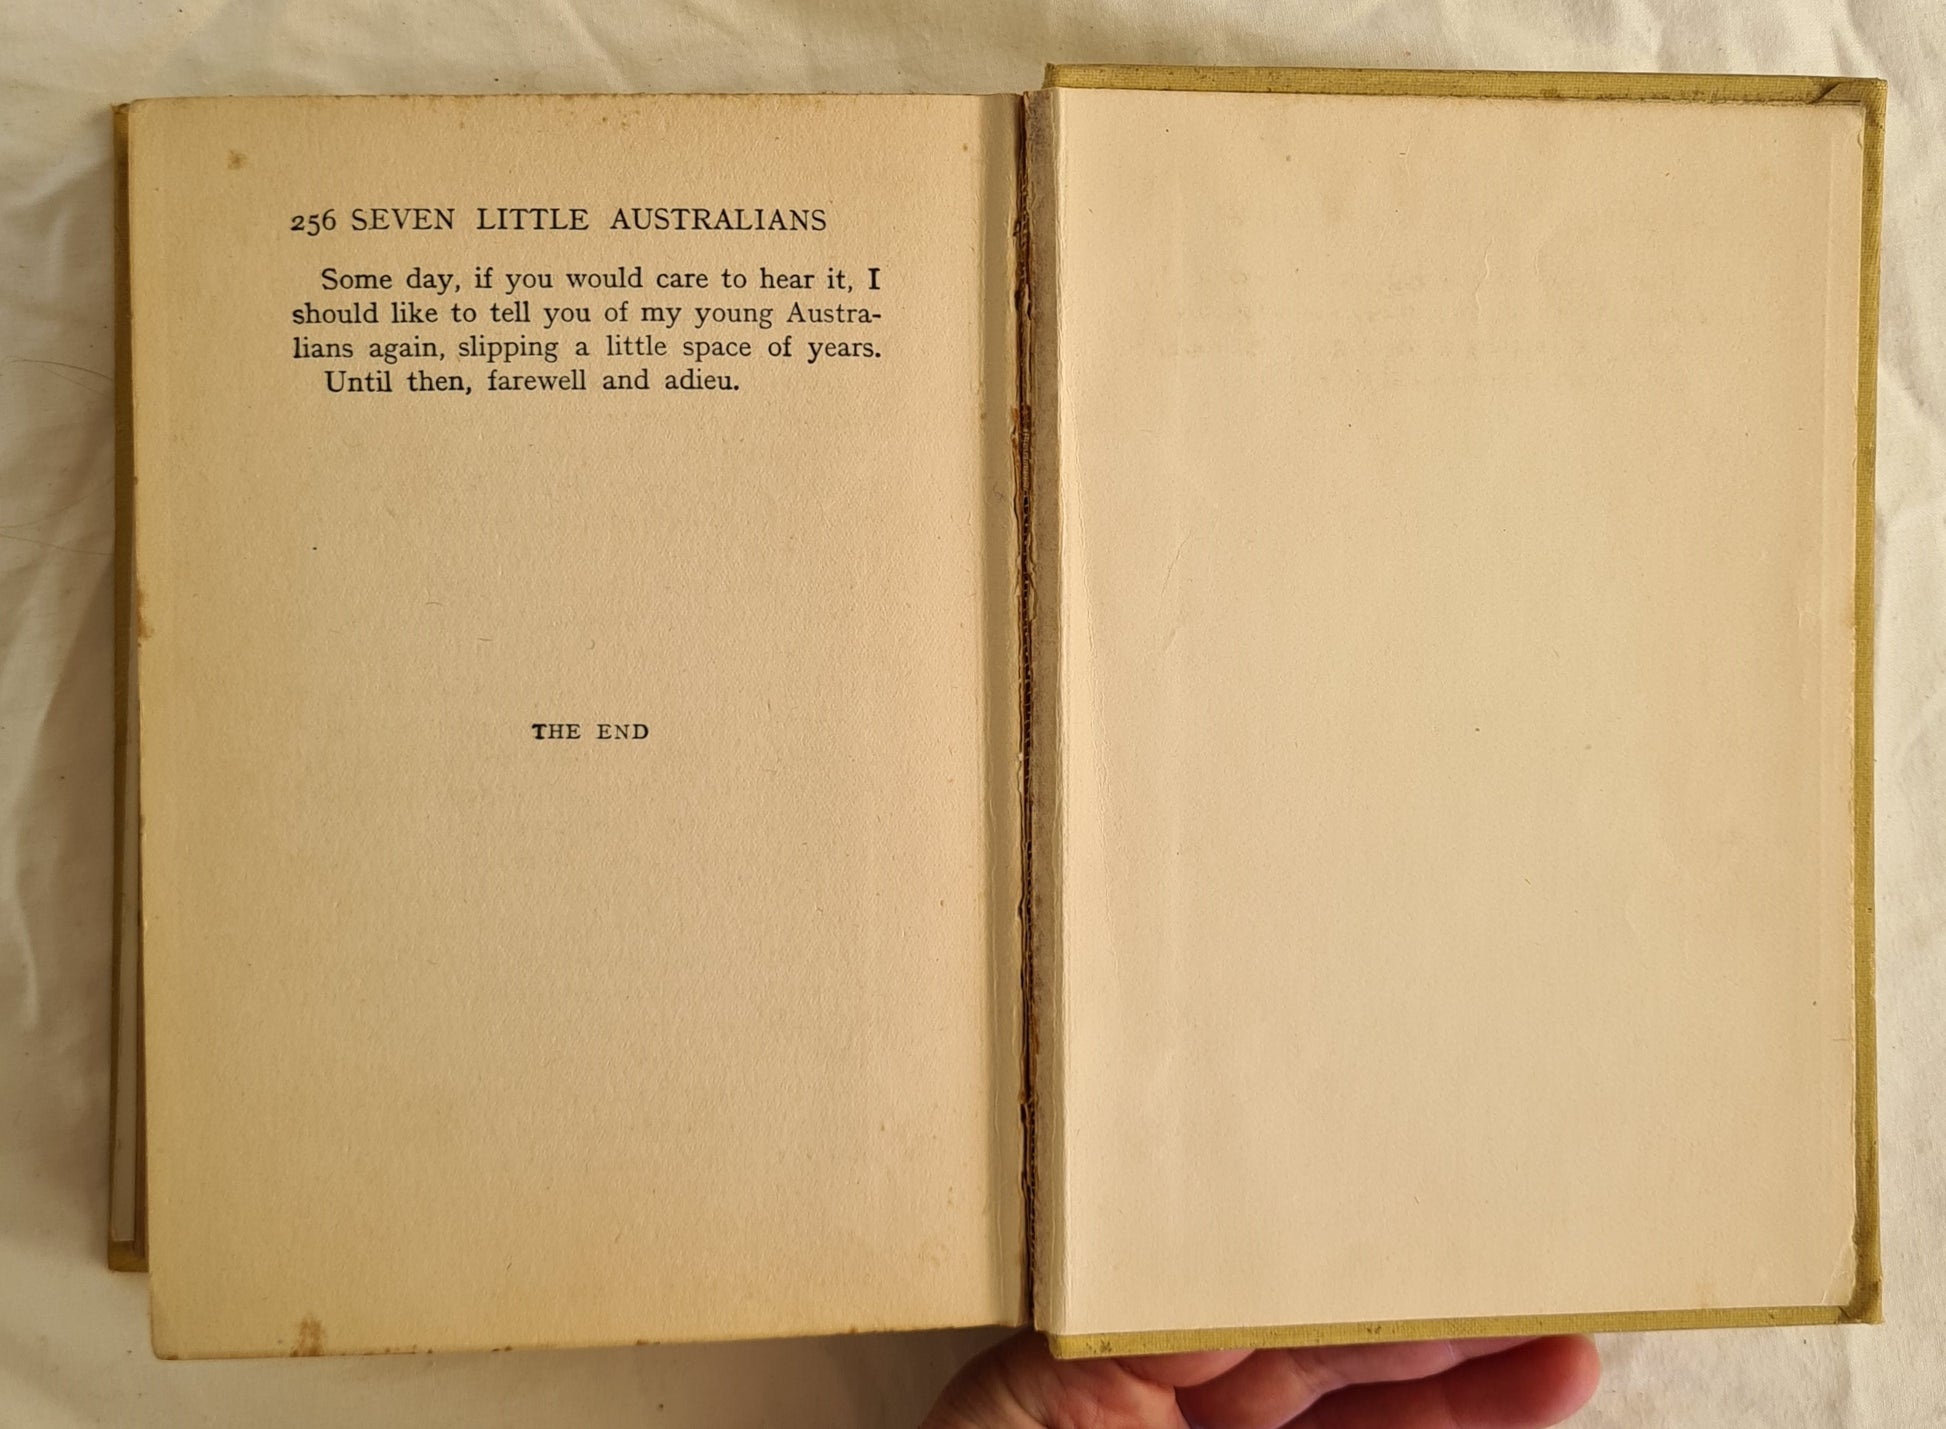 256 SEVEN LITTLE AUSTRALIANS
Some day, if you would care to hear it, I
should like to tell you of my young Austra-
lians again, slipping a little space of years.
Until then, farewell and adieu.
THE END